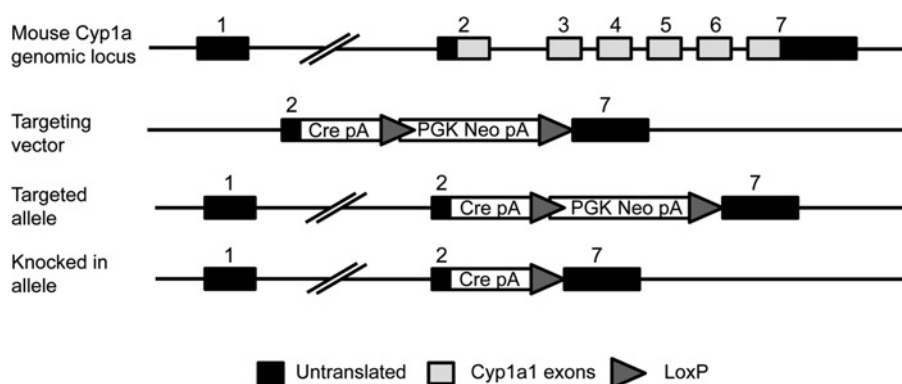 Mouse Cyp1a
genomic locus
1 2 3 4 5 6 7
Targeting
vector
2 7
Cre pA PGK Neo pA
Targeted
allele
1 2 7
Cre pA PGK Neo pA
Knocked in
allele
1 2 7
Cre pA
Untranslated Cyp1a1 exons LoxP